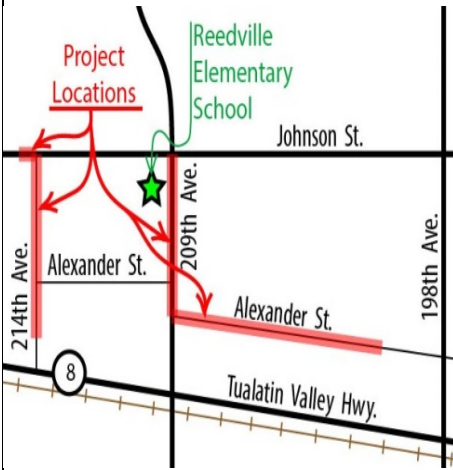 Project
Locations
Reedville
Elementary
School
Johnson St.
209th Ave.
198th Ave.
214th Ave.
Alexander St.
Alexander St.
8
Tualatin Valley Hwy.